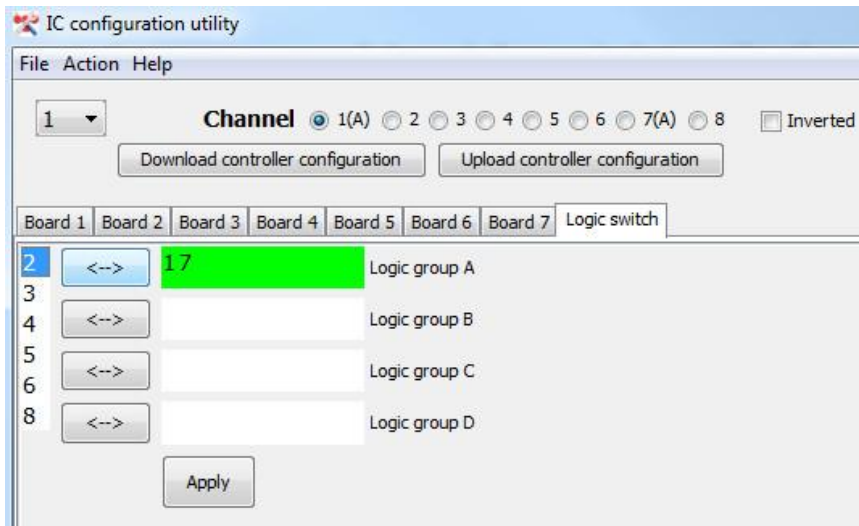 IC configuration utility
File Action Help
1 Channel 1(A) 2 3 4 5 6 7(A) 8 Inverted
Download controller configuration Upload controller configuration
Board 1 Board 2 Board 3 Board 4 Board 5 Board 6 Board 7 Logic switch
2 <--> 17 Logic group A
3
4 <--> Logic group B
5 <--> Logic group C
6
8 <--> Logic group D
Apply